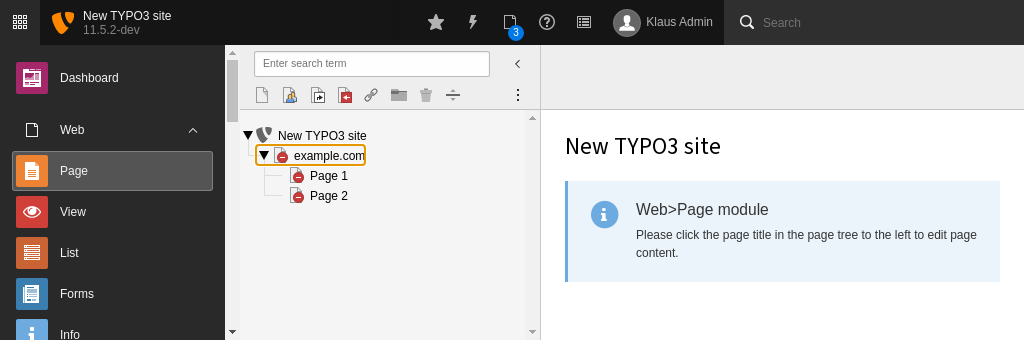 New TYPO3 site
11.5.2-dev
3
Klaus Admin
Search
Dashboard
Web
Page
View
List
Forms
Info
Enter search term
New TYPO3 site
example.com
Page 1
Page 2
New TYPO3 site
Web>Page module
Please click the page title in the page tree to the left to edit page
content.